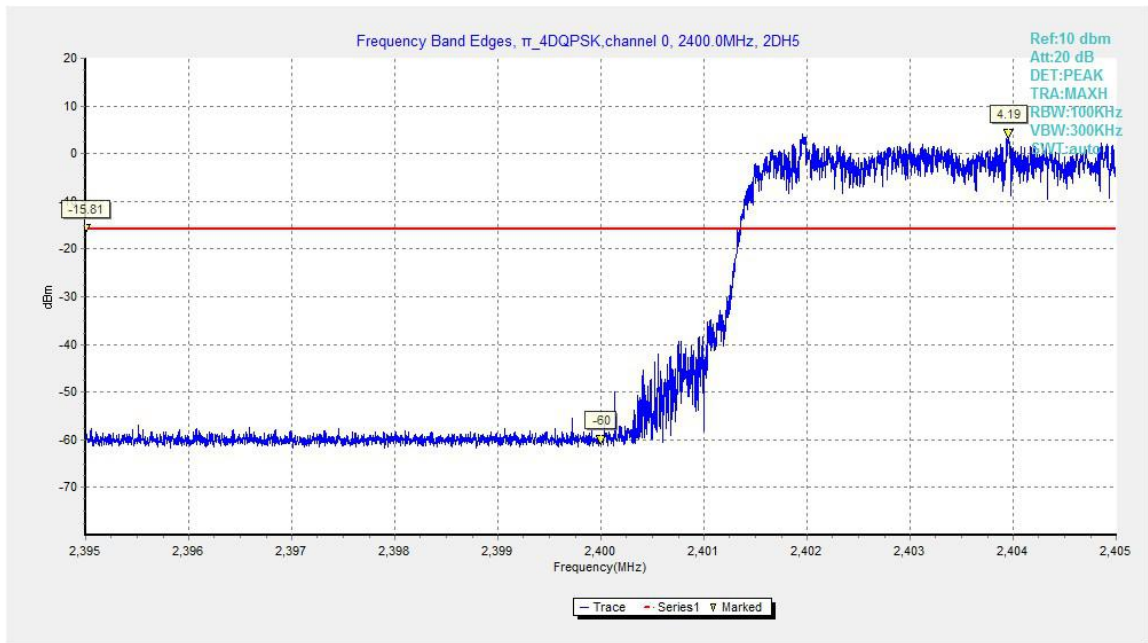 Frequency Band Edges, π_4DQPSK,channel 0, 2400.0MHz, 2DH5
Ref:10 dbm
Att:20 dB
DET:PEAK
TRA:MAXH
RBW:100KHz
VBW:300KHz
SWT:auto
20
10
0
-10
-20
-30
-40
-50
-60
-70
dBm
4.19
-15.81
-60
2,395 2,396 2,397 2,398 2,399 2,400 2,401 2,402 2,403 2,404 2,405
Frequency(MHz)
Trace Series1 Marked